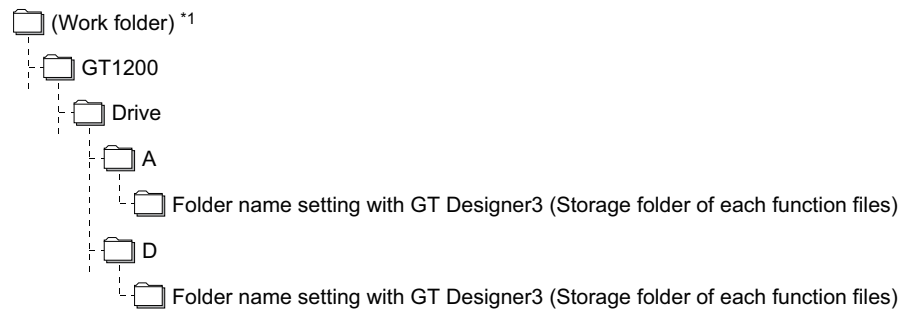 (Work folder) *1
GT1200
Drive
A
Folder name setting with GT Designer3 (Storage folder of each function files)
D
Folder name setting with GT Designer3 (Storage folder of each function files)